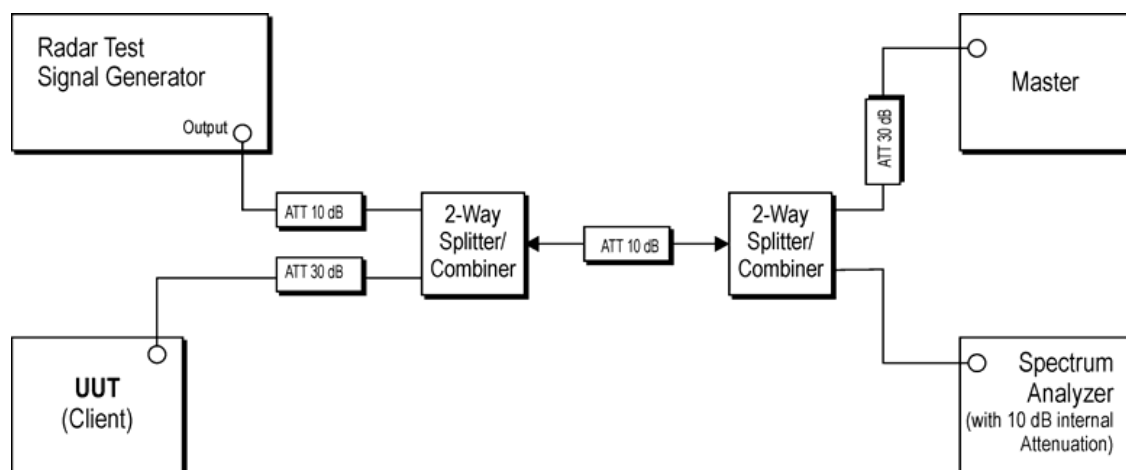 Radar Test
Signal Generator
Output
ATT 10 dB
ATT 30 dB
UUT
(Client)
2-Way
Splitter/
Combiner
ATT 10 dB
2-Way
Splitter/
Combiner
ATT 30 dB
Master
Spectrum
Analyzer
(with 10 dB internal
Attenuation)